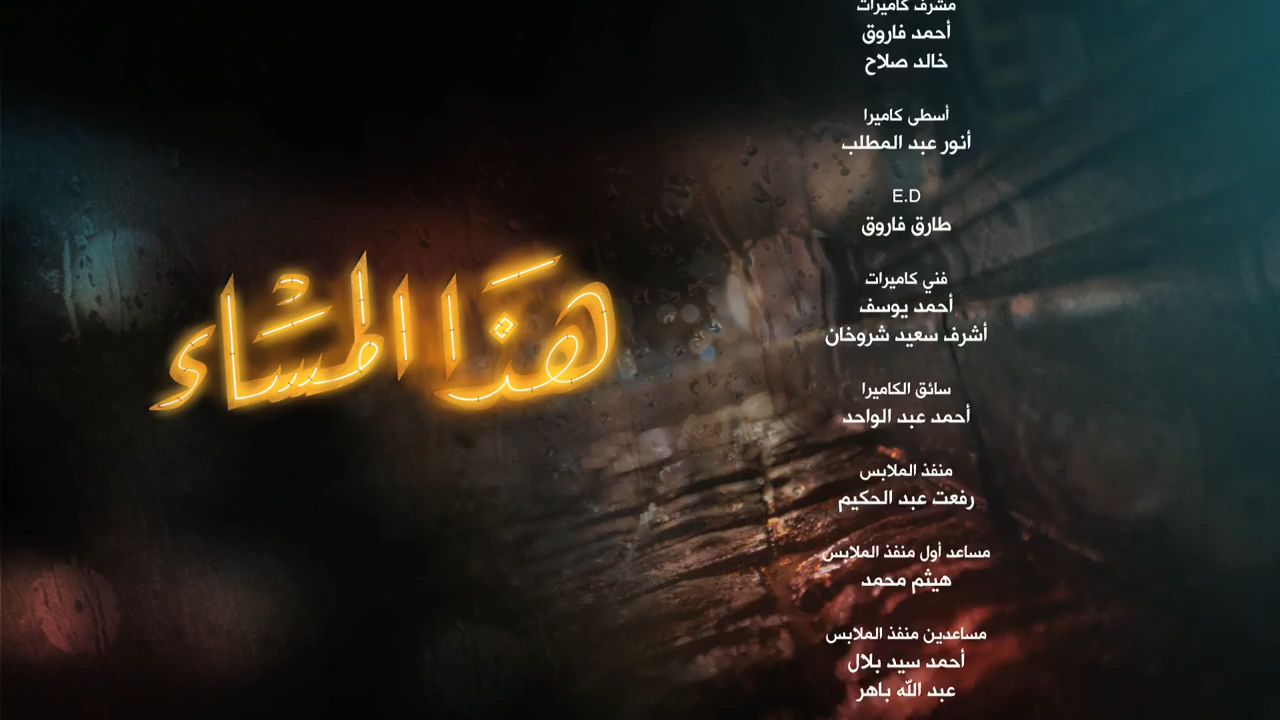 هَذَا المسَاء
مشرف كاميرات
أحمد فاروق
خالد صلاح
أسطى كاميرا
أنور عبد المطلب
E.D
طارق فاروق
فني كاميرات
أحمد يوسف
أشرف سعيد شروخان
سائق الكاميرا
أحمد عبد الواحد
منفذ الملابس
رفعت عبد الحكيم
مساعد أول منفذ الملابس
هيثم محمد
مساعدين منفذ الملابس
أحمد سيد بلال
عبد الله باهر